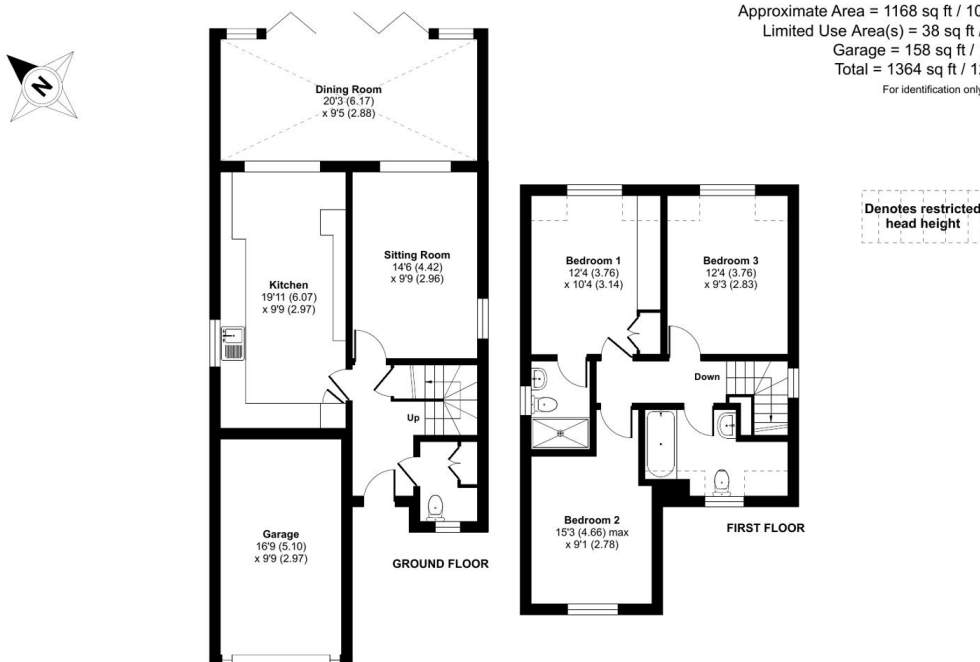 Approximate Area = 1168 sq ft / 10
Limited Use Area(s) = 38 sq ft /
Garage = 158 sq ft /
Total = 1364 sq ft / 1
For identification only
N
Dining Room
20'3 (6.17)
x 9'5 (2.88)
Kitchen
19'11 (6.07)
x 9'9 (2.97)
Sitting Room
14'6 (4.42)
x 9'9 (2.96)
Up
Garage
16'9 (5.10)
x 9'9 (2.97)
GROUND FLOOR
Bedroom 1
12'4 (3.76)
x 10'4 (3.14)
Bedroom 3
12'4 (3.76)
x 9'3 (2.83)
Down
Bedroom 2
15'3 (4.66) max
x 9'1 (2.78)
FIRST FLOOR
Denotes restricted
head height